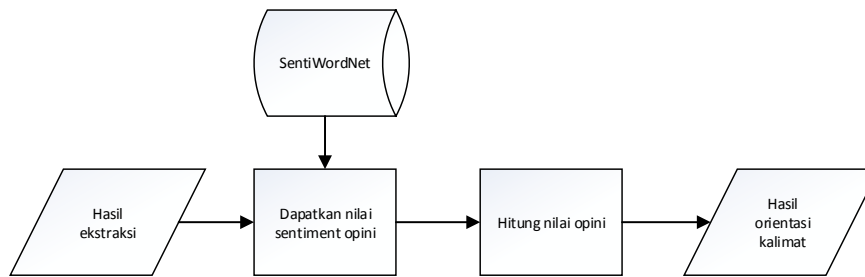 SentiWordNet
Hasil
ekstraksi
Dapatkan nilai
sentiment opini
Hitung nilai opini
Hasil
orientasi
kalimat